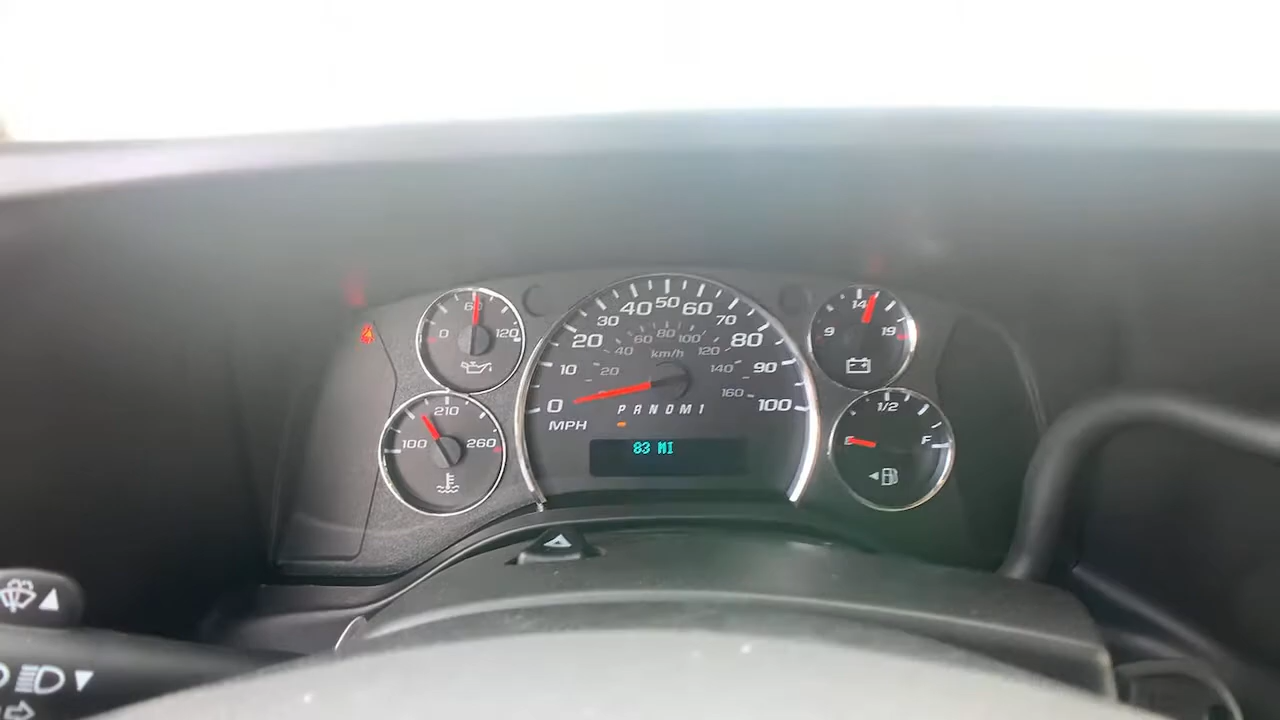 0 60 120
100 210 260
0 10 20 30 40 50 60 70 80 90 100
20 40 60 80 100 120 140 160
km/h
MPH
P R N D M 1
83 MI
9 14 19
E 1/2 F